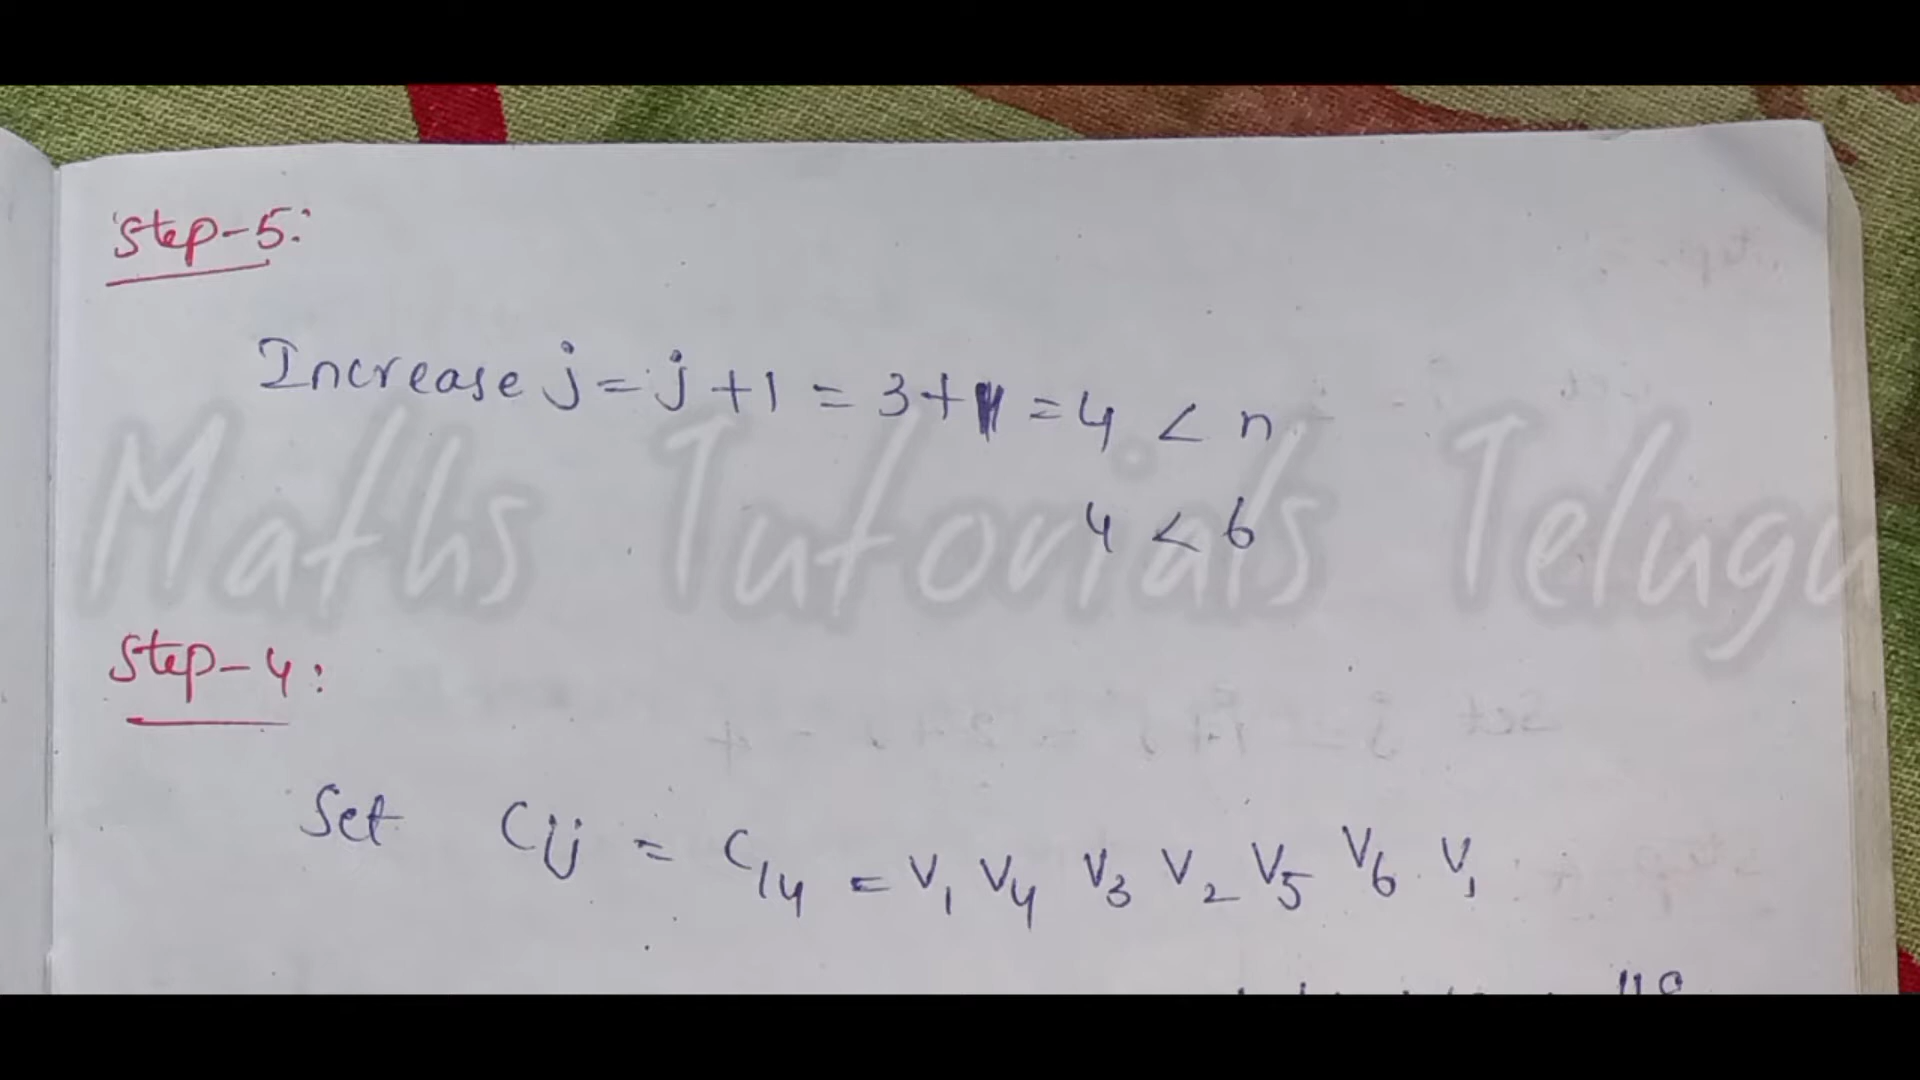 Step-5:
Increase j = j + 1 = 3 + 1 = 4 < n
4 < 6
Maths Tutorials Telugu
Step-4:
Set Cij = C14 = V1 V4 V3 V2 V5 V6 V1